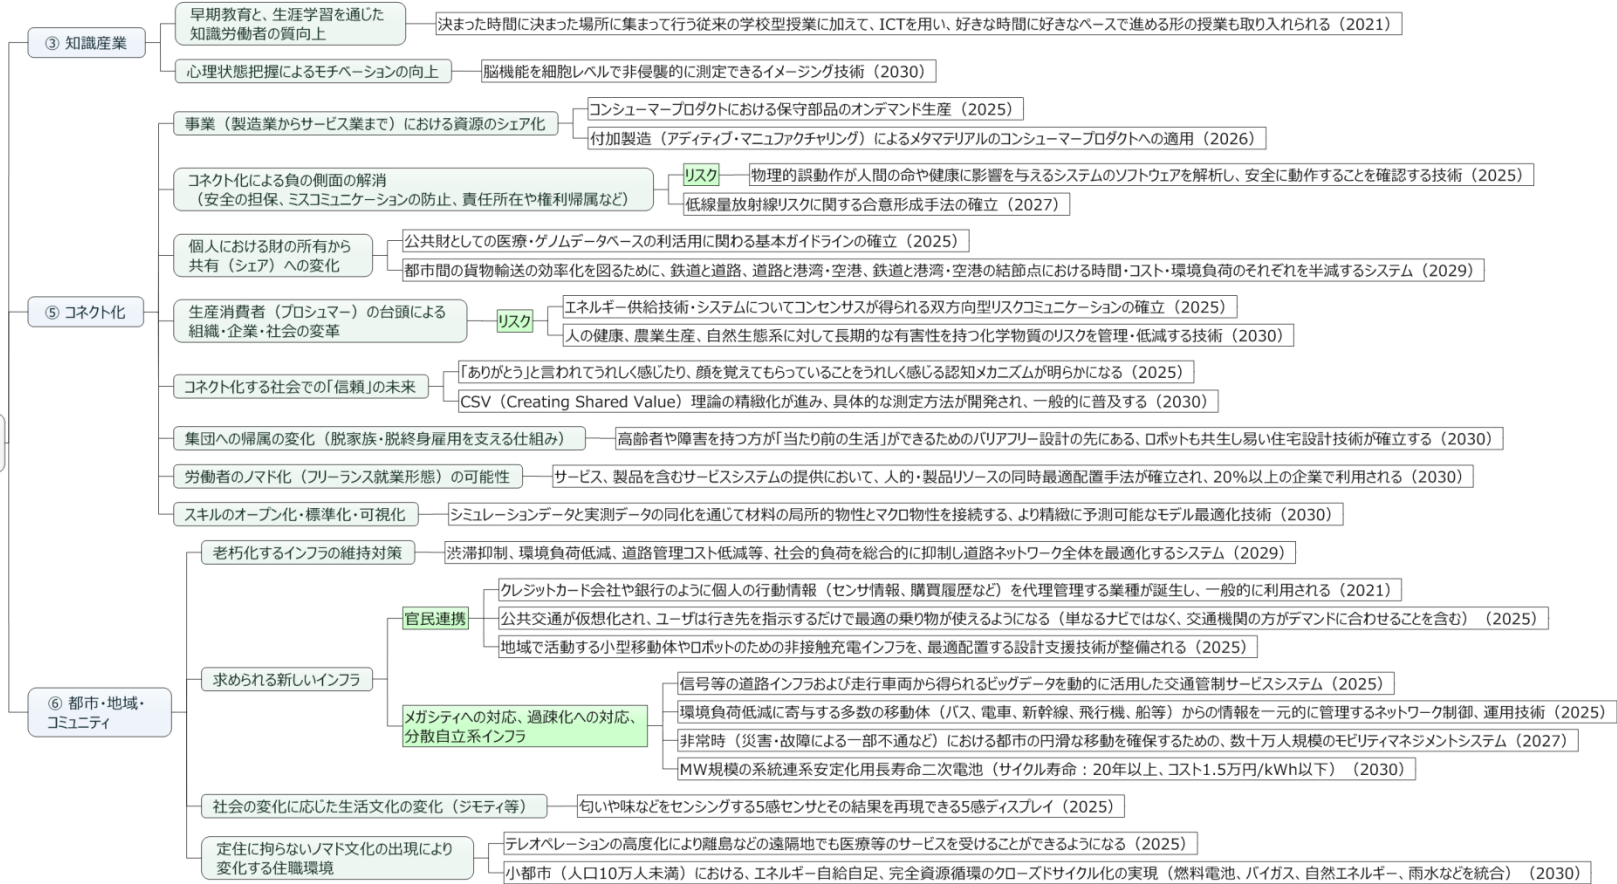 ③ 知識産業
早期教育と、生涯学習を通じた
知識労働者の質向上
決まった時間に決まった場所に集まって行う従来の学校型授業に加えて、ICTを用い、好きな時間に好きなペースで進める形の授業も取り入れられる（2021）
心理状態把握によるモチベーションの向上
脳機能を細胞レベルで非侵襲的に測定できるイメージング技術（2030）
⑤ コネクト化
事業（製造業からサービス業まで）における資源のシェア化
コンシューマープロダクトにおける保守部品のオンデマンド生産（2025）
付加製造（アディティブ・マニュファクチャリング）によるメタマテリアルのコンシューマープロダクトへの適用（2026）
コネクト化による負の側面の解消
（安全の担保、ミスコミュニケーションの防止、責任所在や権利帰属など）
リスク
物理的誤動作が人間の命や健康に影響を与えるシステムのソフトウェアを解析し、安全に動作することを確認する技術（2025）
低線量放射線リスクに関する合意形成手法の確立（2027）
個人における財の所有から
共有（シェア）への変化
公共財としての医療・ゲノムデータベースの利活用に関わる基本ガイドラインの確立（2025）
都市間の貨物輸送の効率化を図るために、鉄道と道路、道路と港湾・空港、鉄道と港湾・空港の結節点における時間・コスト・環境負荷のそれぞれを半減するシステム（2029）
生産消費者（プロシュマー）の台頭による
組織・企業・社会の変革
リスク
エネルギー供給技術・システムについてコンセンサスが得られる双方向型リスクコミュニケーションの確立（2025）
人の健康、農業生産、自然生態系に対して長期的な有害性を持つ化学物質のリスクを管理・低減する技術（2030）
コネクト化する社会での「信頼」の未来
「ありがとう」と言われてうれしく感じたり、顔を覚えてもらっていることをうれしく感じる認知メカニズムが明らかになる（2025）
CSV（Creating Shared Value）理論の精緻化が進み、具体的な測定方法が開発され、一般的に普及する（2030）
集団への帰属の変化（脱家族・脱終身雇用を支える仕組み）
高齢者や障害を持つ方が「当たり前の生活」ができるためのバリアフリー設計の先にある、ロボットも共生し易い住宅設計技術が確立する（2030）
労働者のノマド化（フリーランス就業形態）の可能性
サービス、製品を含むサービスシステムの提供において、人的・製品リソースの同時最適配置手法が確立され、20%以上の企業で利用される（2030）
スキルのオープン化・標準化・可視化
シミュレーションデータと実測データの同化を通じて材料の局所的物性とマクロ物性を接続する、より精緻に予測可能なモデル最適化技術（2030）
⑥ 都市・地域・
コミュニティ
老朽化するインフラの維持対策
渋滞抑制、環境負荷低減、道路管理コスト低減等、社会的負荷を総合的に抑制し道路ネットワーク全体を最適化するシステム（2029）
求められる新しいインフラ
官民連携
クレジットカード会社や銀行のように個人の行動情報（センサ情報、購買履歴など）を代理管理する業種が誕生し、一般的に利用される（2021）
公共交通が仮想化され、ユーザは行き先を指示するだけで最適の乗り物が使えるようになる（単なるナビではなく、交通機関の方がデマンドに合わせることを含む）（2025）
地域で活動する小型移動体やロボットのための非接触充電インフラを、最適配置する設計支援技術が整備される（2025）
メガシティへの対応、過疎化への対応、
分散自立系インフラ
信号等の道路インフラおよび走行車両から得られるビッグデータを動的に活用した交通管制サービスシステム（2025）
環境負荷低減に寄与する多数の移動体（バス、電車、新幹線、飛行機、船等）からの情報を一元的に管理するネットワーク制御、運用技術（2025）
非常時（災害・故障による一部不通など）における都市の円滑な移動を確保するための、数十万人規模のモビリティマネジメントシステム（2027）
MW規模の系統連系安定化用長寿命二次電池（サイクル寿命：20年以上、コスト1.5万円/kWh以下）（2030）
社会の変化に応じた生活文化の変化（ジモティ等）
匂いや味などをセンシングする5感センサとその結果を再現できる5感ディスプレイ（2025）
定住に拘らないノマド文化の出現により
変化する住職環境
テレオペレーションの高度化により離島などの遠隔地でも医療等のサービスを受けることができるようになる（2025）
小都市（人口10万人未満）における、エネルギー自給自足、完全資源循環のクローズドサイクル化の実現（燃料電池、バイガス、自然エネルギー、雨水などを統合）（2030）